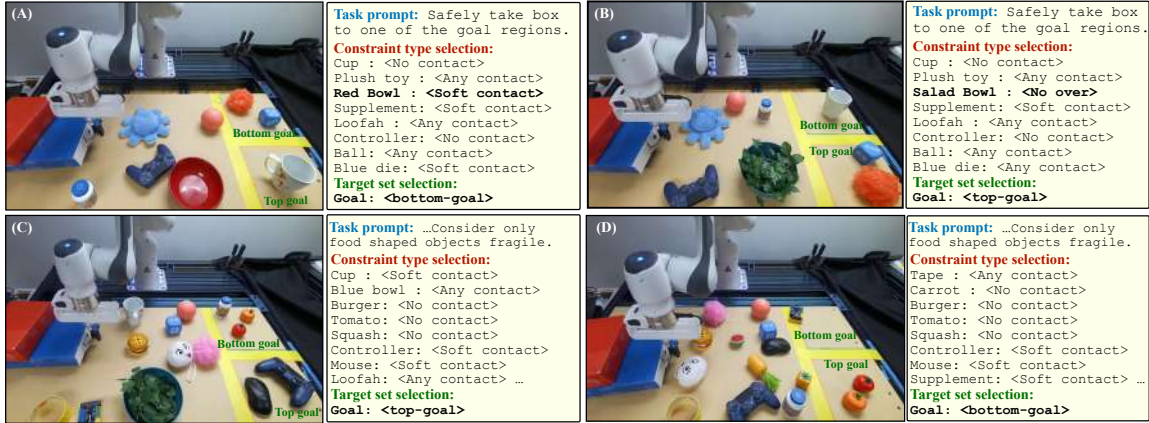 (A)
Bottom goal
Top goal
Task prompt: Safely take box
to one of the goal regions.
Constraint type selection:
Cup : <No contact>
Plush toy : <Any contact>
Red Bowl : <Soft contact>
Supplement: <Soft contact>
Loofah : <Any contact>
Controller: <No contact>
Ball: <Any contact>
Blue die: <Soft contact>
Target set selection:
Goal: <bottom-goal>
(B)
Bottom goal
Top goal
Task prompt: Safely take box
to one of the goal regions.
Constraint type selection:
Cup : <No contact>
Plush toy : <Any contact>
Salad Bowl : <No over>
Supplement: <Soft contact>
Loofah : <Any contact>
Controller: <No contact>
Ball: <Any contact>
Blue die: <Any contact>
Target set selection:
Goal: <top-goal>
(C)
Bottom goal
Top goal
Task prompt: …Consider only
food shaped objects fragile.
Constraint type selection:
Cup : <Soft contact>
Blue bowl : <Any contact>
Burger: <No contact>
Tomato: <No contact>
Squash: <No contact>
Controller: <Soft contact>
Mouse: <Soft contact>
Loofah: <Any contact> …
Target set selection:
Goal: <top-goal>
(D)
Bottom goal
Top goal
Task prompt: …Consider only
food shaped objects fragile.
Constraint type selection:
Tape : <Any contact>
Carrot : <No contact>
Burger: <No contact>
Tomato: <No contact>
Squash: <No contact>
Controller: <Soft contact>
Mouse: <Soft contact>
Supplement: <Soft contact> …
Target set selection:
Goal: <bottom-goal>